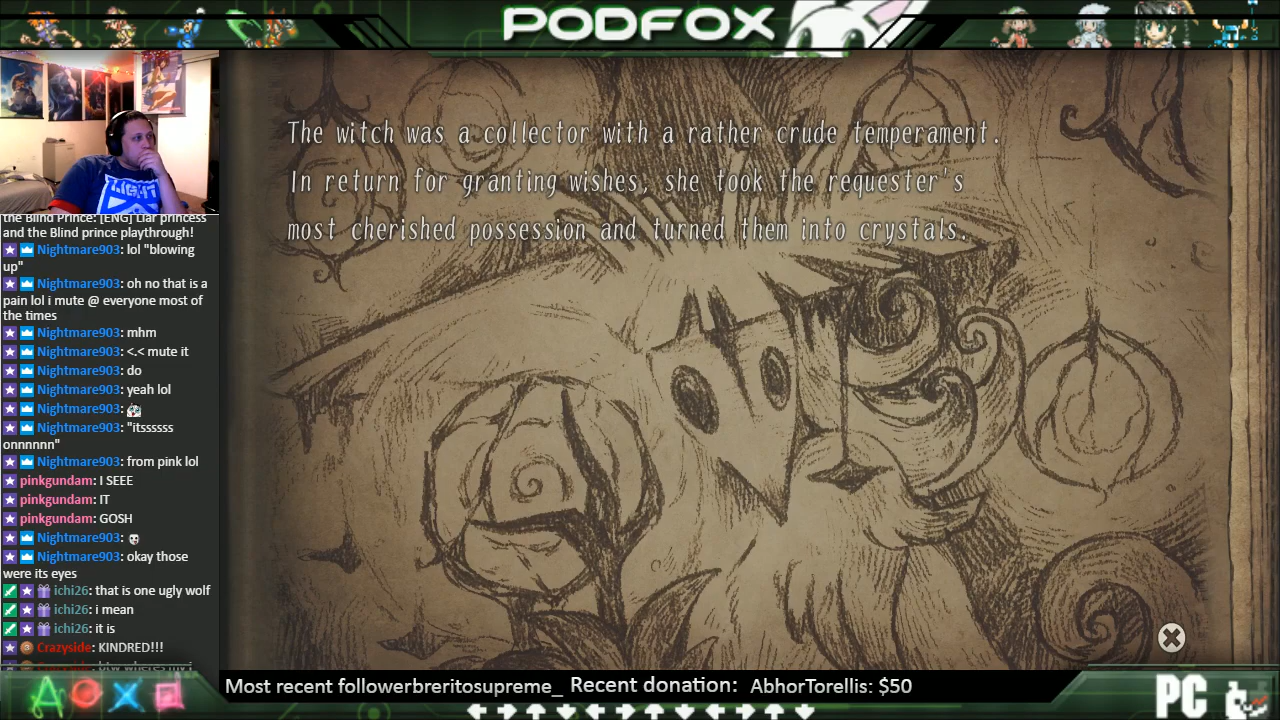 PODFOX
The witch was a collector with a rather crude temperament.
In return for granting wishes, she took the requester's
most cherished possession and turned them into crystals.
the Blind Prince: [ENG] Liar princess
and the Blind prince playthrough!
Nightmare903: lol "blowing
up"
Nightmare903: oh no that is a
pain lol i mute @ everyone most of
the times
Nightmare903: mhm
Nightmare903: <.< mute it
Nightmare903: do
Nightmare903: yeah lol
Nightmare903:
Nightmare903: "itssssss
onnnnnn"
Nightmare903: from pink lol
pinkgundam: I SEEE
pinkgundam: IT
pinkgundam: GOSH
Nightmare903:
Nightmare903: okay those
were its eyes
ichi26: that is one ugly wolf
ichi26: i mean
ichi26: it is
Crazyside: KINDRED!!!
Most recent followerbreritosupreme_ Recent donation: AbhorTorellis: $50
PC